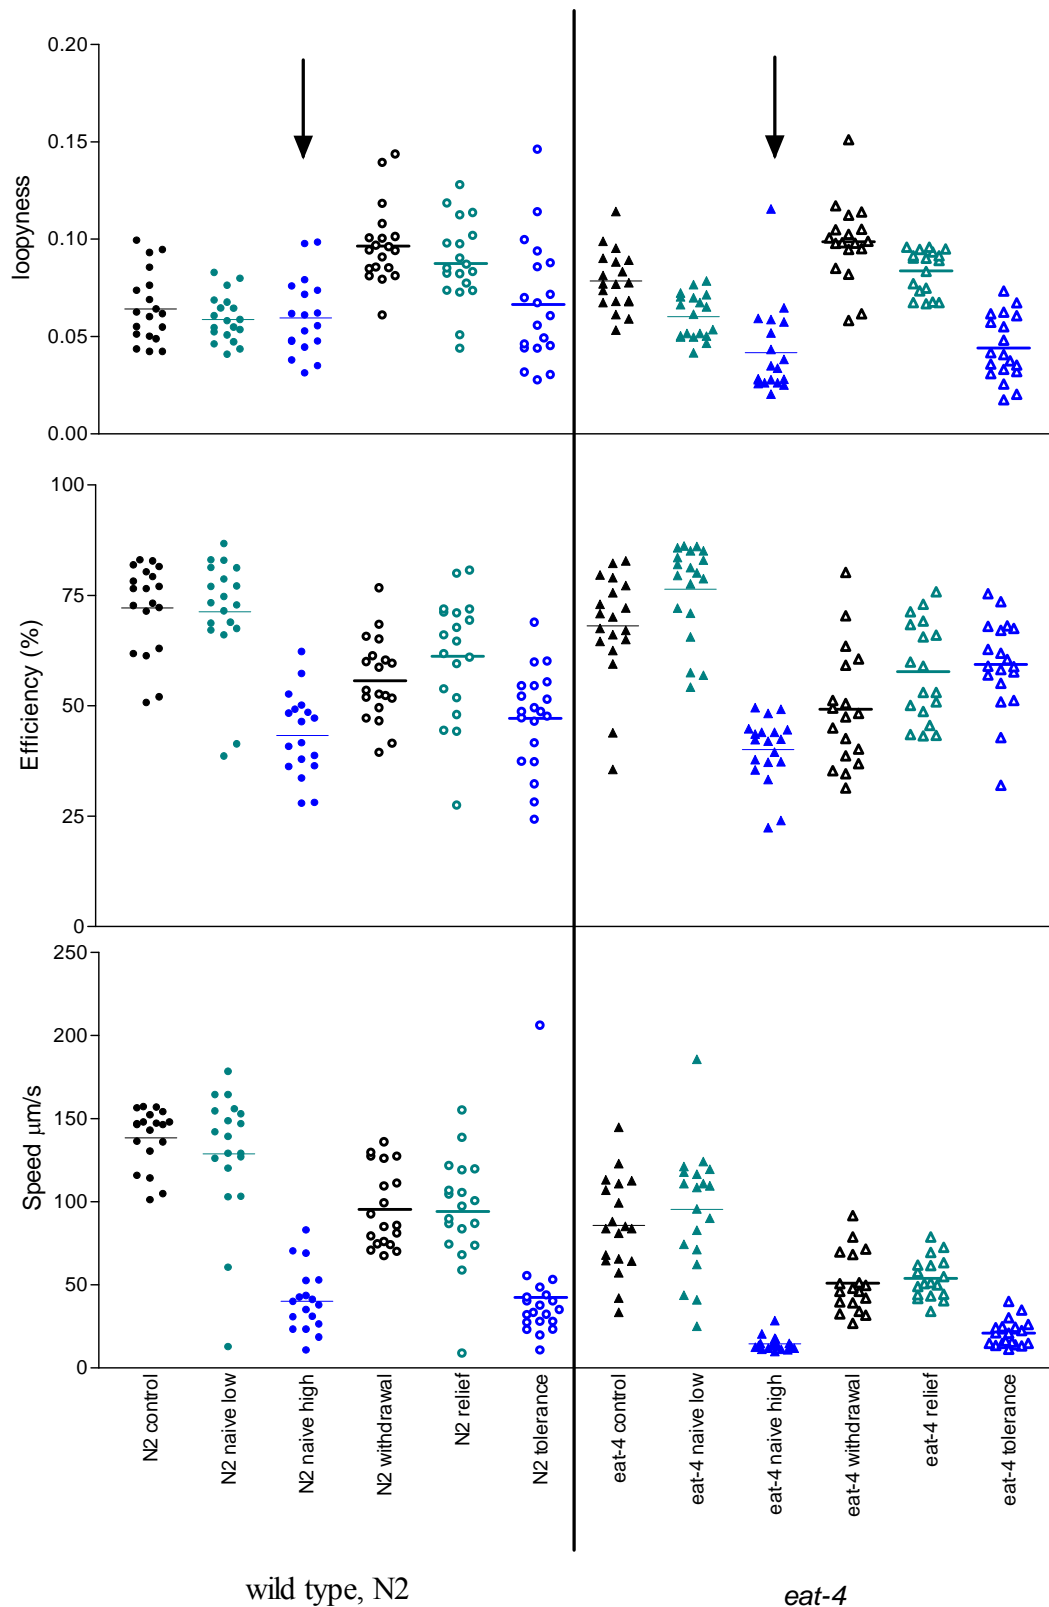 0.20
0.15
0.10
0.05
0.00
loopyness
100
75
50
25
0
Efficiency (%)
250
200
150
100
50
0
Speed μm/s
N2 control
N2 naive low
N2 naive high
N2 withdrawal
N2 relief
N2 tolerance
eat-4 control
eat-4 naive low
eat-4 naive high
eat-4 withdrawal
eat-4 relief
eat-4 tolerance
wild type, N2
eat-4